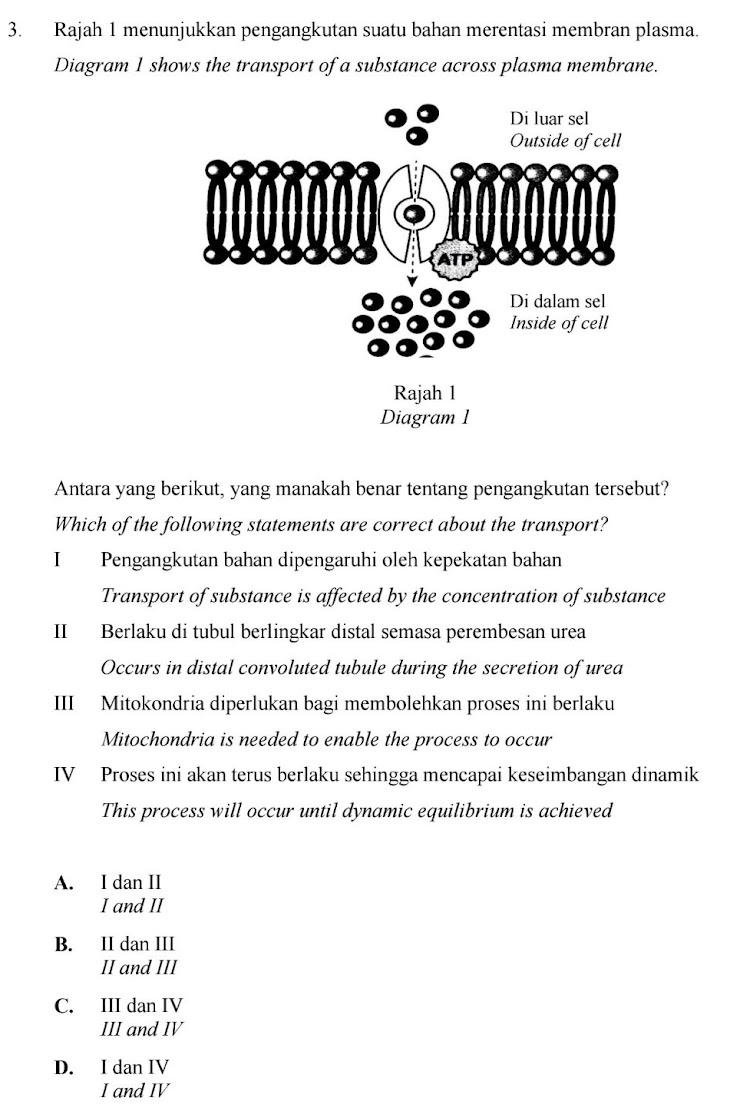 3. Rajah 1 menunjukkan pengangkutan suatu bahan merentasi membran plasma.
Diagram 1 shows the transport of a substance across plasma membrane.
Di luar sel
Outside of cell
ATP
Di dalam sel
Inside of cell
Rajah 1
Diagram 1
Antara yang berikut, yang manakah benar tentang pengangkutan tersebut?
Which of the following statements are correct about the transport?
I Pengangkutan bahan dipengaruhi oleh kepekatan bahan
Transport of substance is affected by the concentration of substance
II Berlaku di tubul berlingkar distal semasa perembesan urea
Occurs in distal convoluted tubule during the secretion of urea
III Mitokondria diperlukan bagi membolehkan proses ini berlaku
Mitochondria is needed to enable the process to occur
IV Proses ini akan terus berlaku sehingga mencapai keseimbangan dinamik
This process will occur until dynamic equilibrium is achieved
A. I dan II
I and II
B. II dan III
II and III
C. III dan IV
III and IV
D. I dan IV
I and IV